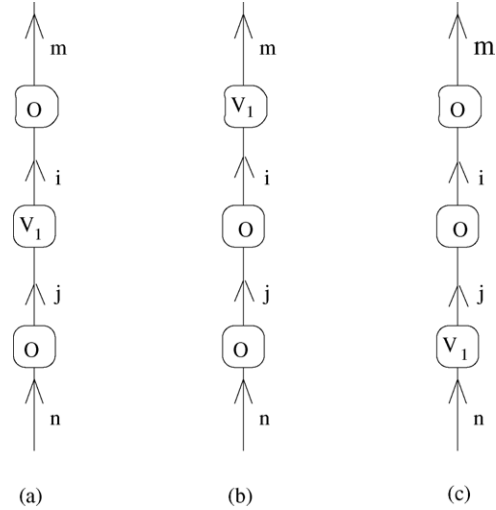 m m m
O V₁ O
i i i
V₁ O O
j j j
O O V₁
n n n
(a) (b) (c)